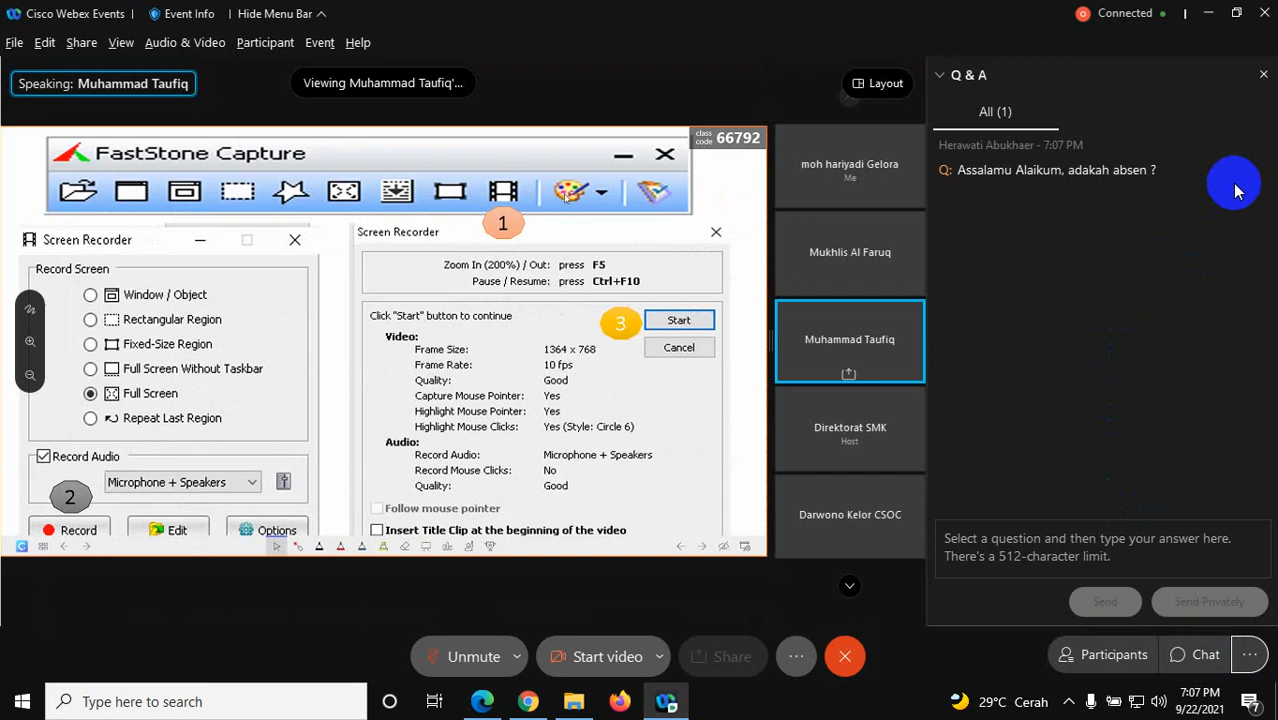 Cisco Webex Events
Event Info
Hide Menu Bar
Connected
File Edit Share View Audio & Video Participant Event Help
Speaking: Muhammad Taufiq
Viewing Muhammad Taufiq'...
Layout
class code 66792
FastStone Capture
1
Screen Recorder
Record Screen
Window / Object
Rectangular Region
Fixed-Size Region
Full Screen Without Taskbar
Full Screen
Repeat Last Region
Record Audio
Microphone + Speakers
2
Record
Edit
Options
Screen Recorder
Zoom In (200%) / Out: press F5
Pause / Resume: press Ctrl+F10
Click "Start" button to continue
3
Start
Cancel
Video:
Frame Size: 1364 x 768
Frame Rate: 10 fps
Quality: Good
Capture Mouse Pointer: Yes
Highlight Mouse Pointer: Yes
Highlight Mouse Clicks: Yes (Style: Circle 6)
Audio:
Record Audio: Microphone + Speakers
Record Mouse Clicks: No
Quality: Good
Follow mouse pointer
Insert Title Clip at the beginning of the video
moh hariyadi Gelora
Me
Mukhlis Al Faruq
Muhammad Taufiq
Direktorat SMK
Host
Darwono Kelor CSOC
Q & A
All (1)
Herawati Abukhaer - 7:07 PM
Q: Assalamu Alaikum, adakah absen ?
Select a question and then type your answer here.
There's a 512-character limit.
Send
Send Privately
Unmute
Start video
Share
Participants
Chat
Type here to search
29°C Cerah
7:07 PM
9/22/2021
7